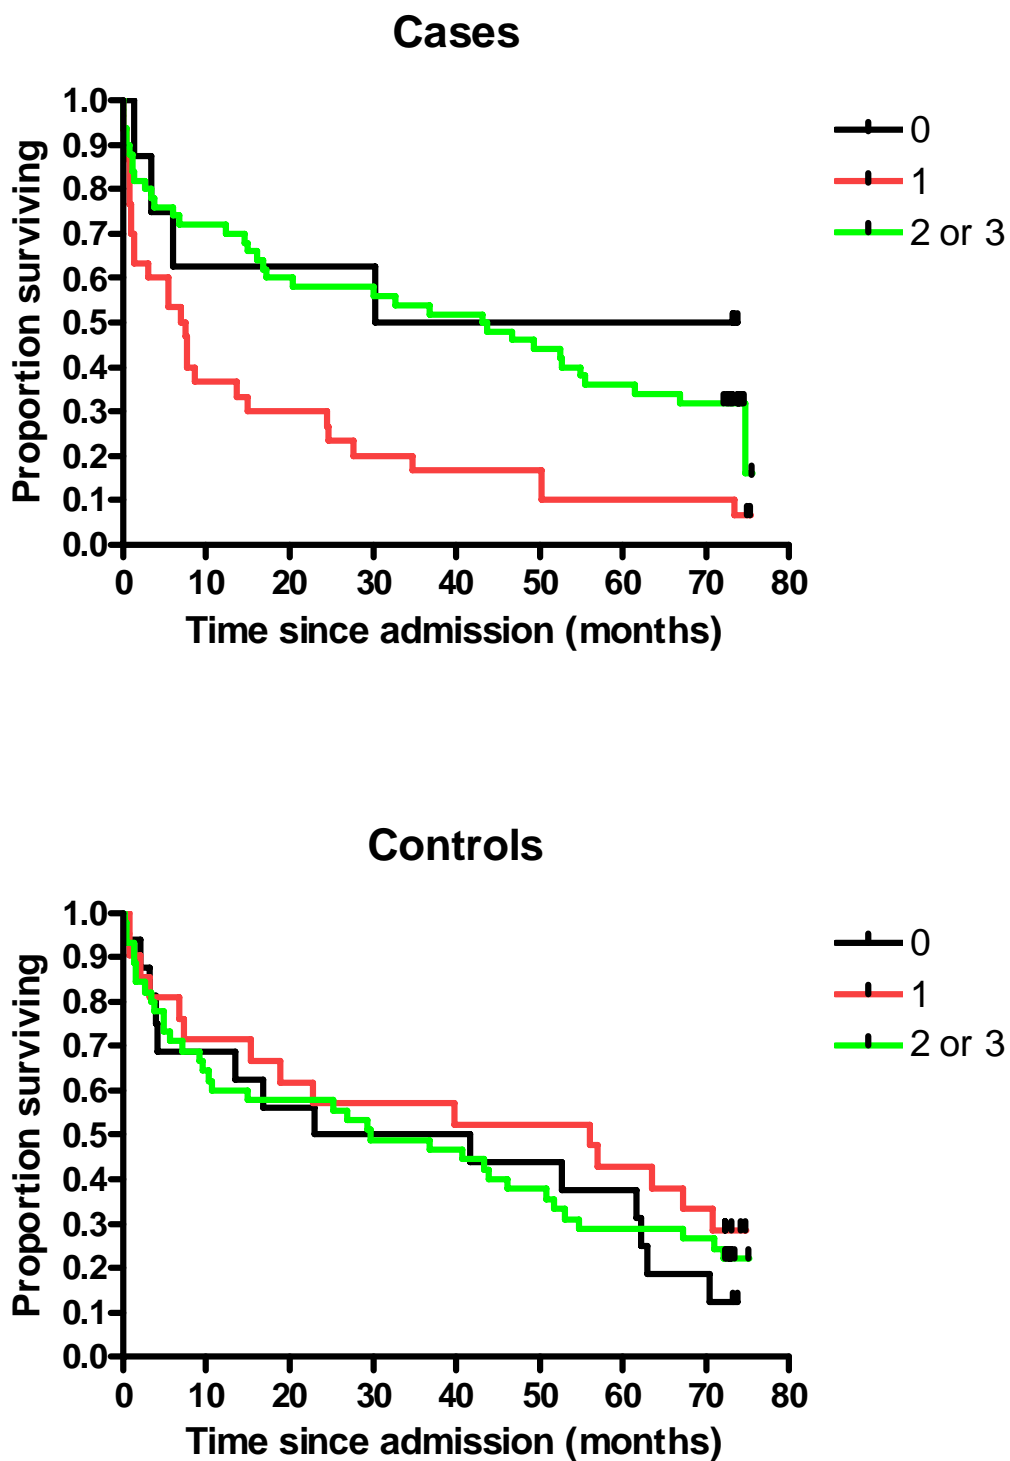 Cases
Proportion surviving
1.0
0.9
0.8
0.7
0.6
0.5
0.4
0.3
0.2
0.1
0.0
0 10 20 30 40 50 60 70 80
Time since admission (months)
0
1
2 or 3
Controls
Proportion surviving
1.0
0.9
0.8
0.7
0.6
0.5
0.4
0.3
0.2
0.1
0.0
0 10 20 30 40 50 60 70 80
Time since admission (months)
0
1
2 or 3